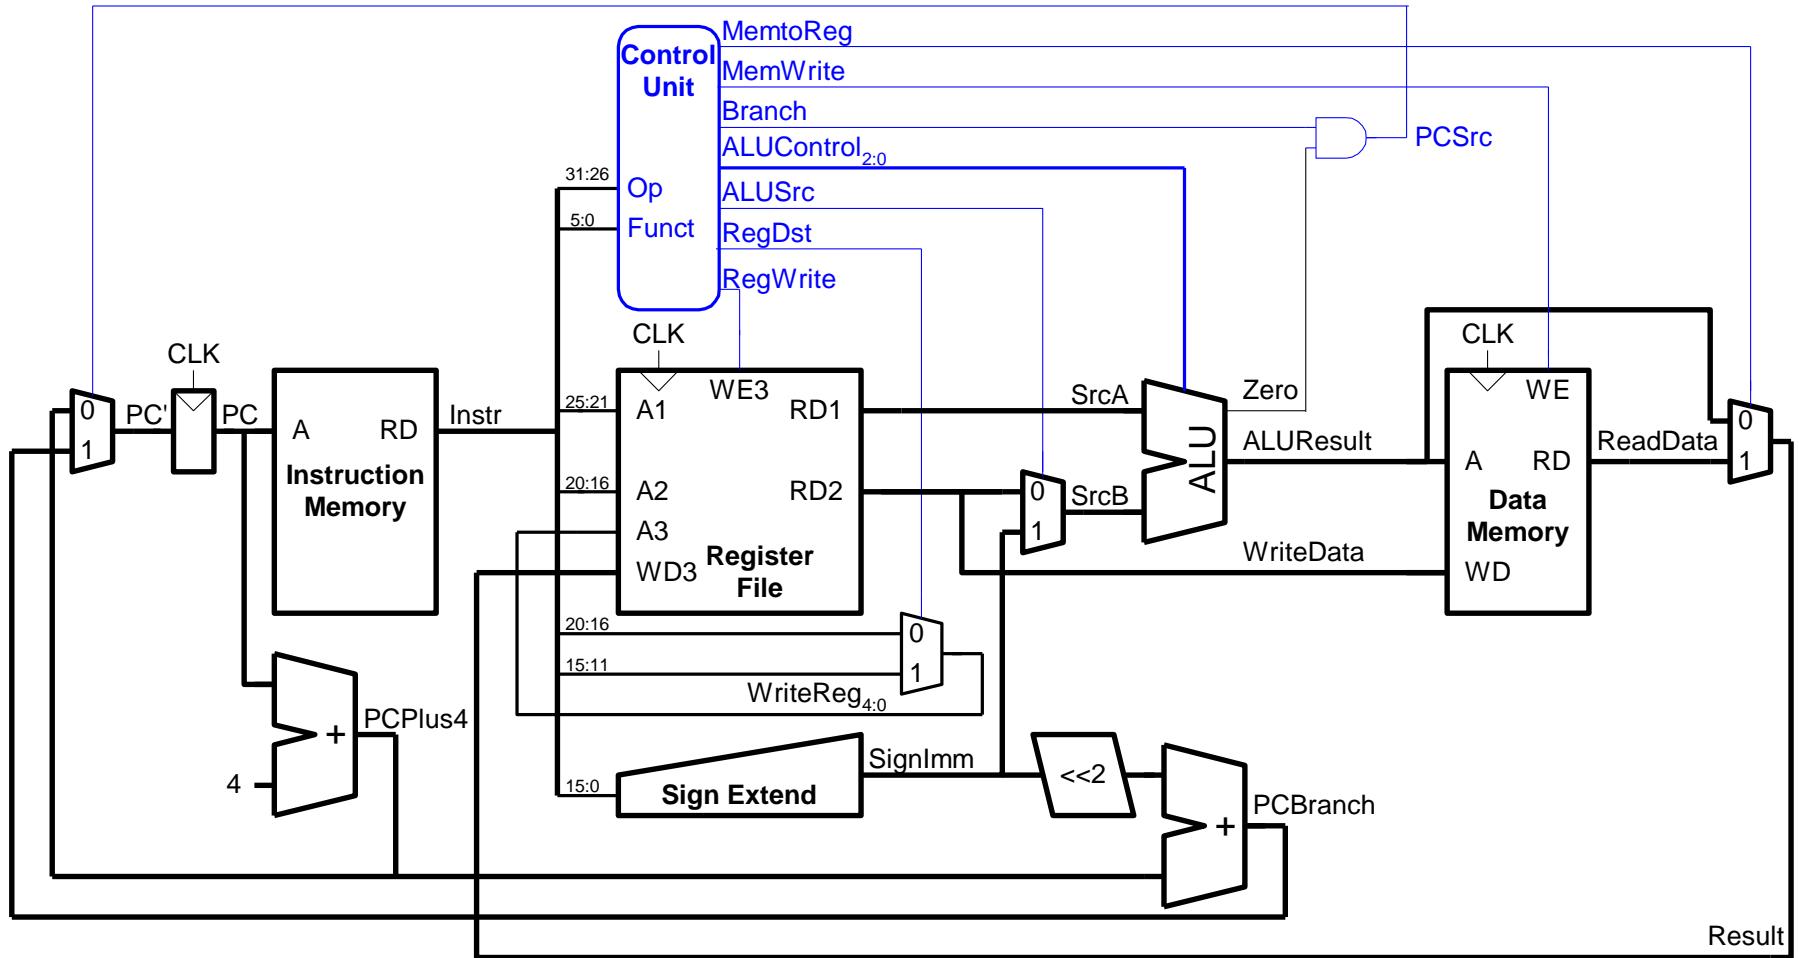 MemtoReg
Control
Unit
MemWrite
Branch
PCSrc
ALUControl2:0
31:26
Op
ALUSrc
5:0
Funct
RegDst
RegWrite
CLK
CLK
CLK
WE3
WE
0
PC'
PC
A
RD
Instr
25:21
A1
RD1
SrcA
Zero
0
1
ALU
ALUResult
A
RD
ReadData
1
Instruction
Memory
20:16
A2
RD2
0
SrcB
Data
Memory
A3
1
Register
File
WD3
WriteData
WD
20:16
0
15:11
1
WriteReg4:0
PCPlus4
+
4
SignImm
<<2
15:0
Sign Extend
PCBranch
+
Result